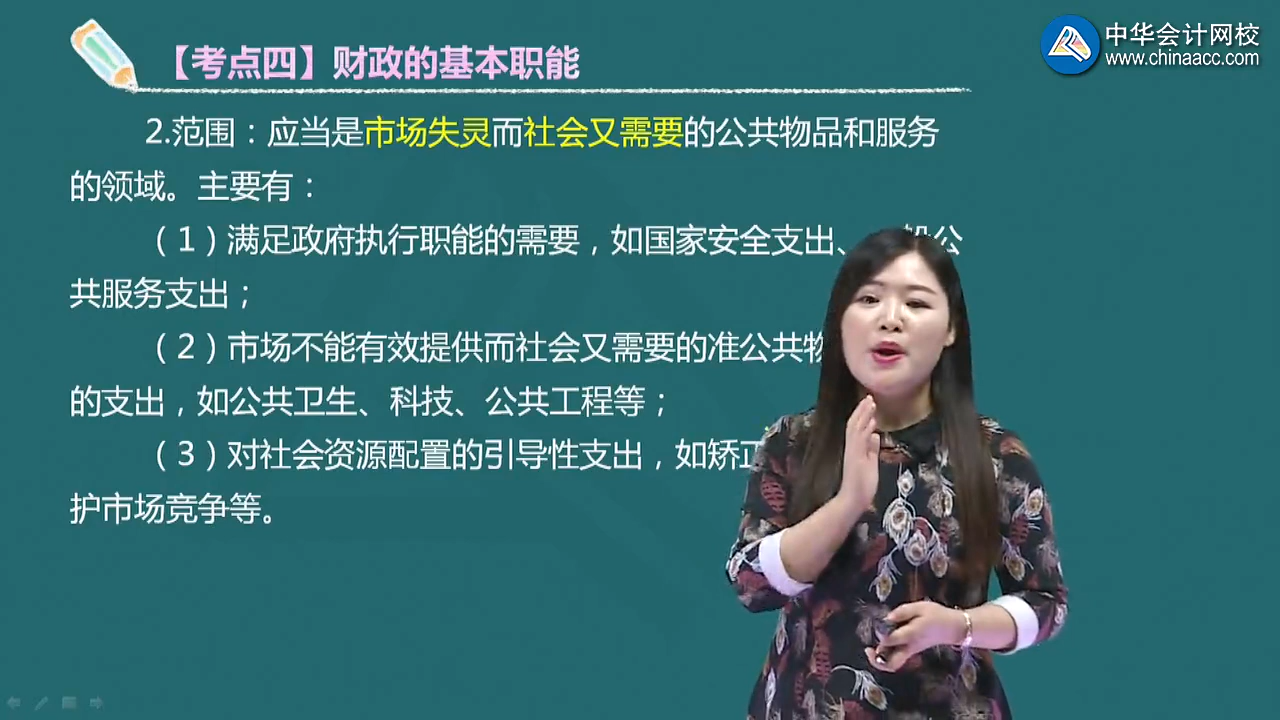 中华会计网校
www.chinaacc.com
【考点四】财政的基本职能
2.范围：应当是市场失灵而社会又需要的公共物品和服务
的领域。主要有：
（1）满足政府执行职能的需要，如国家安全支出、一般公
共服务支出；
（2）市场不能有效提供而社会又需要的准公共物
的支出，如公共卫生、科技、公共工程等；
（3）对社会资源配置的引导性支出，如矫正
护市场竞争等。